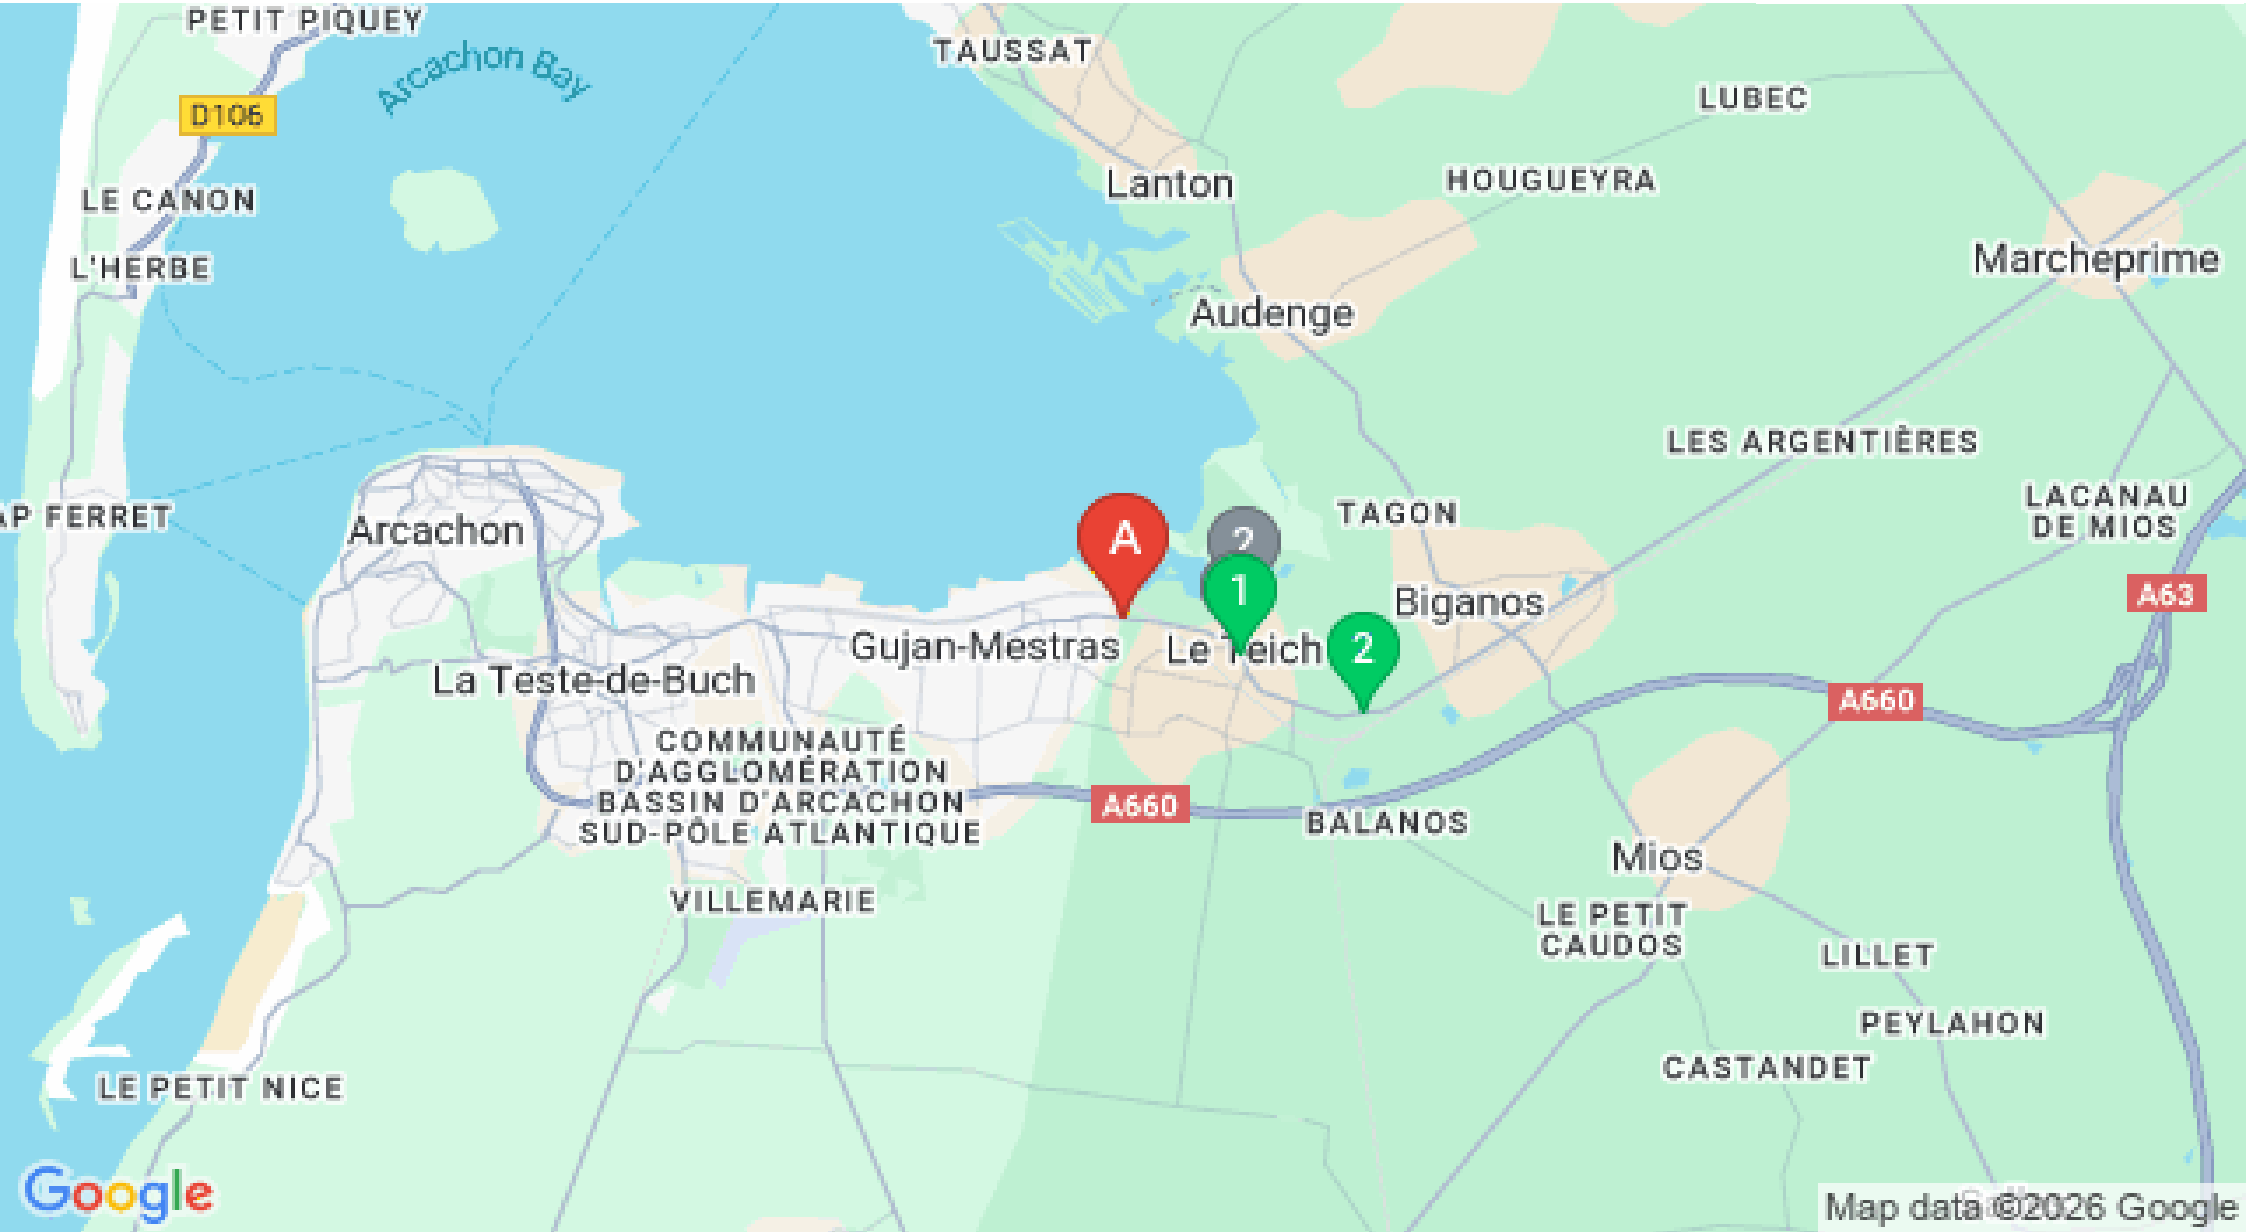 PETIT PIQUEY
Arcachon Bay
TAUSSAT
D106
LUBEC
LE CANON
Lanton
HOUGUEYRA
L'HERBE
Marcheprime
Audenge
LES ARGENTIÈRES
AP FERRET
Arcachon
A
2
TAGON
LACANAU
DE MIOS
1
Biganos
A63
Gujan-Mestras
Le Teich
2
La Teste-de-Buch
A660
COMMUNAUTÉ
D'AGGLOMÉRATION
BASSIN D'ARCACHON
SUD-PÔLE ATLANTIQUE
A660
BALANOS
Mios
VILLEMARIE
LE PETIT
CAUDOS
LILLET
PEYLAHON
CASTANDET
LE PETIT NICE
Google
Map data ©2026 Google